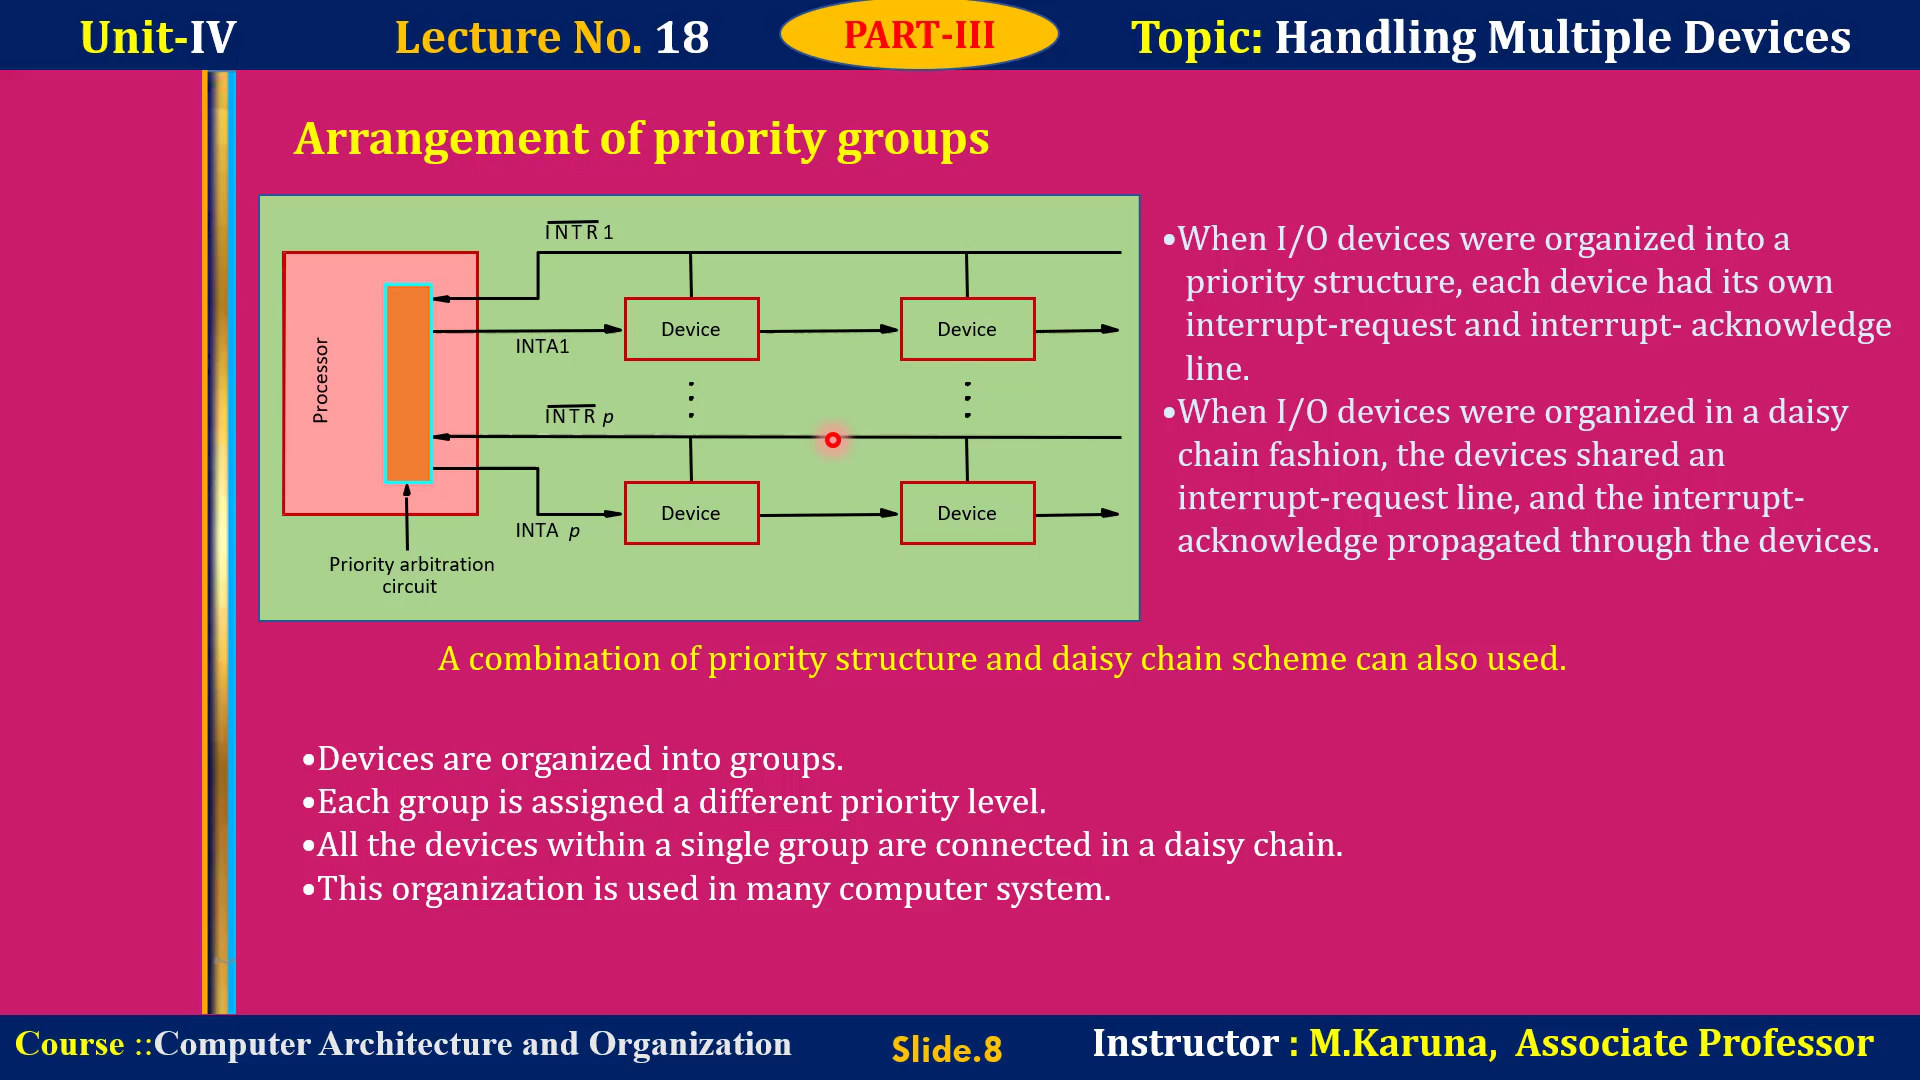 Unit-IV Lecture No. 18 PART-III Topic: Handling Multiple Devices
Arrangement of priority groups
INTR 1
Processor
Device
Device
INTA1
INTR p
Device
Device
INTA p
Priority arbitration
circuit
•When I/O devices were organized into a
priority structure, each device had its own
interrupt-request and interrupt- acknowledge
line.
•When I/O devices were organized in a daisy
chain fashion, the devices shared an
interrupt-request line, and the interrupt-
acknowledge propagated through the devices.
A combination of priority structure and daisy chain scheme can also used.
•Devices are organized into groups.
•Each group is assigned a different priority level.
•All the devices within a single group are connected in a daisy chain.
•This organization is used in many computer system.
Course ::Computer Architecture and Organization Slide.8 Instructor : M.Karuna, Associate Professor